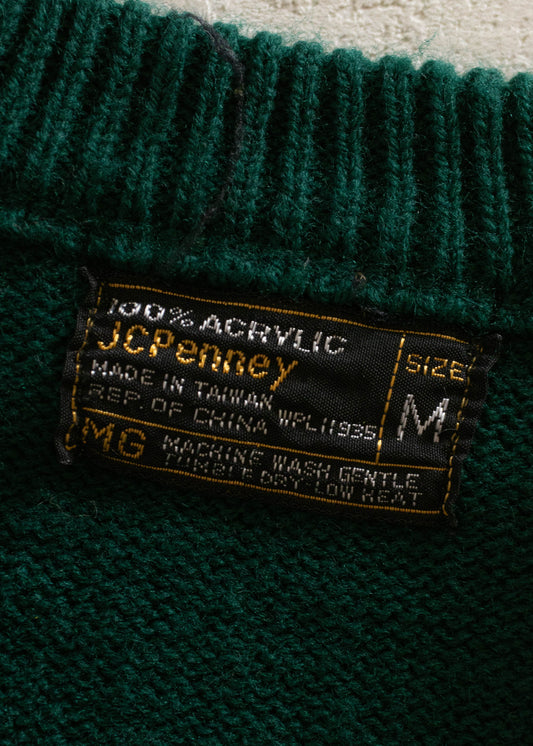 100% ACRYLIC
JCPenney
MADE IN TAIWAN
REP. OF CHINA WPL11935
SIZE
M
MG
MACHINE WASH GENTLE
TUMBLE DRY LOW HEAT